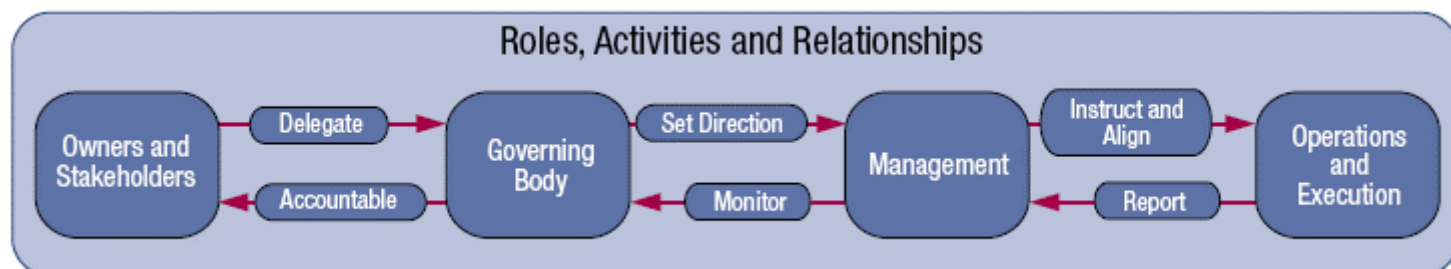 Roles, Activities and Relationships
Owners and
Stakeholders
Delegate
Accountable
Governing
Body
Set Direction
Monitor
Management
Instruct and
Align
Report
Operations
and
Execution